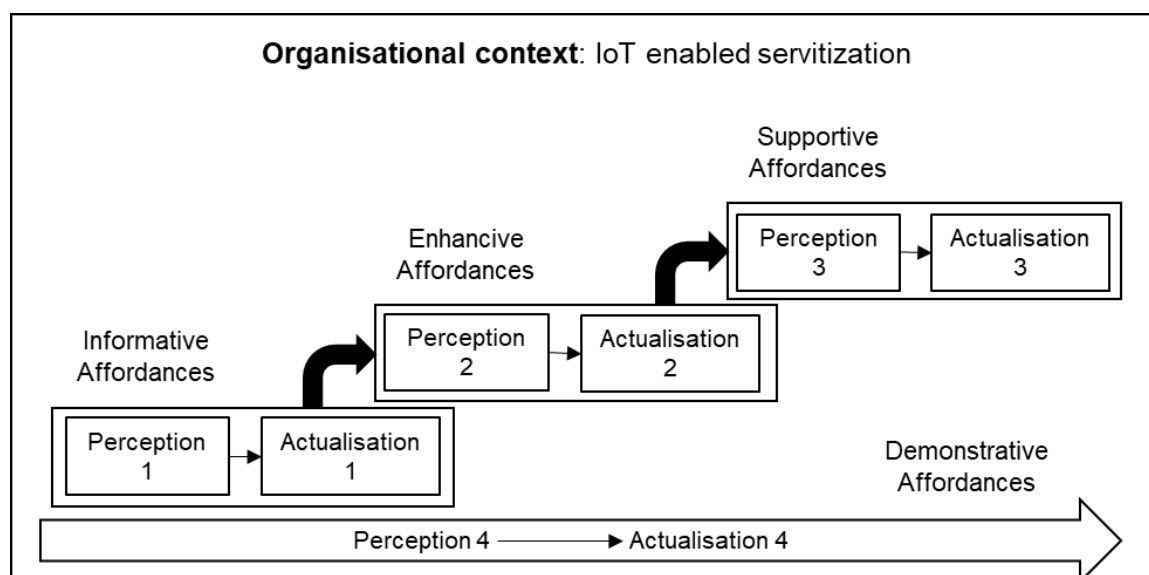 Organisational context: IoT enabled servitization
Supportive
Affordances
Perception
3
Actualisation
3
Enhancive
Affordances
Perception
2
Actualisation
2
Informative
Affordances
Perception
1
Actualisation
1
Demonstrative
Affordances
Perception 4
Actualisation 4